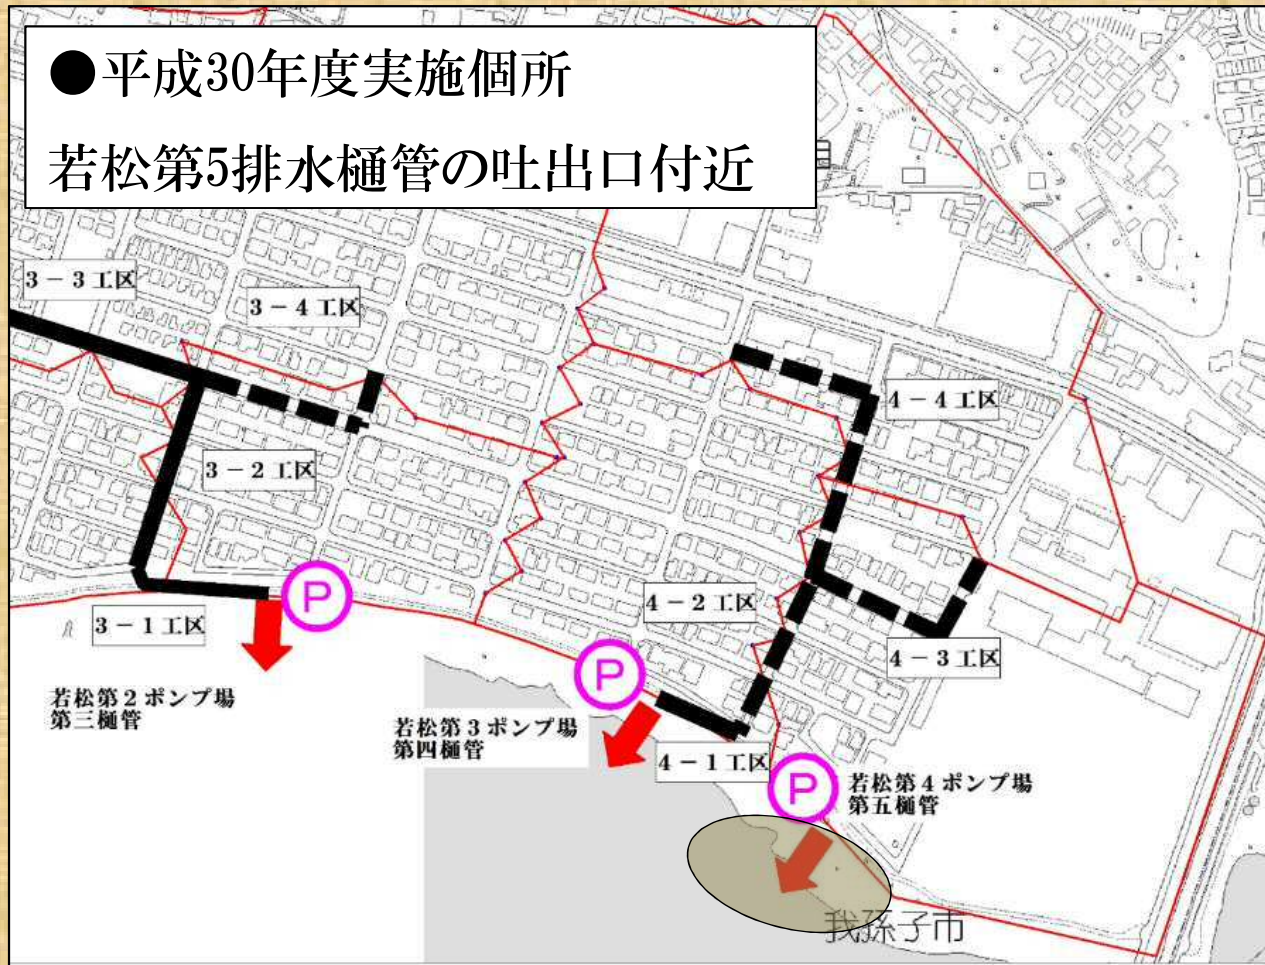 ●平成30年度実施個所
若松第5排水樋管の吐出口付近
3－3工区
3－4工区
4－4工区
3－2工区
4－2工区
P
3－1工区
4－3工区
P
若松第2ポンプ場
第三樋管
若松第3ポンプ場
第四樋管
4－1工区
P
若松第4ポンプ場
第五樋管
我孫子市